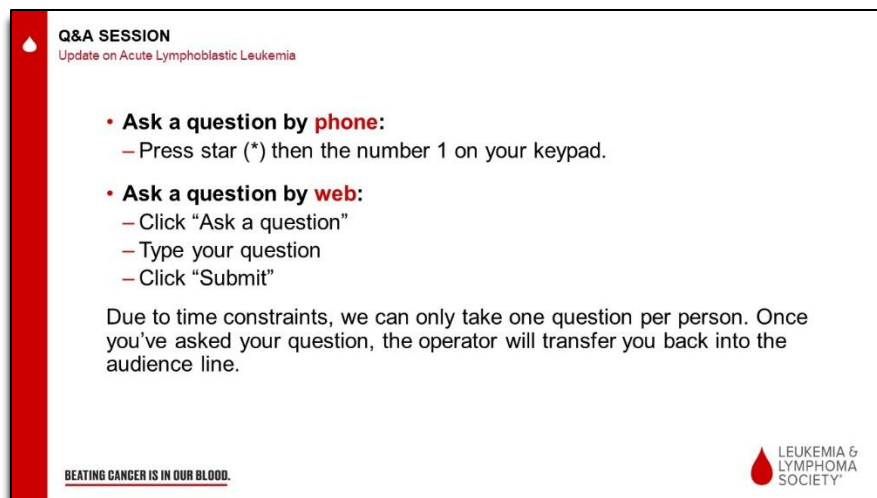 Q&A SESSION
Update on Acute Lymphoblastic Leukemia
• Ask a question by phone:
– Press star (*) then the number 1 on your keypad.
• Ask a question by web:
– Click “Ask a question”
– Type your question
– Click “Submit”
Due to time constraints, we can only take one question per person. Once
you’ve asked your question, the operator will transfer you back into the
audience line.
BEATING CANCER IS IN OUR BLOOD.
LEUKEMIA &
LYMPHOMA
SOCIETY®